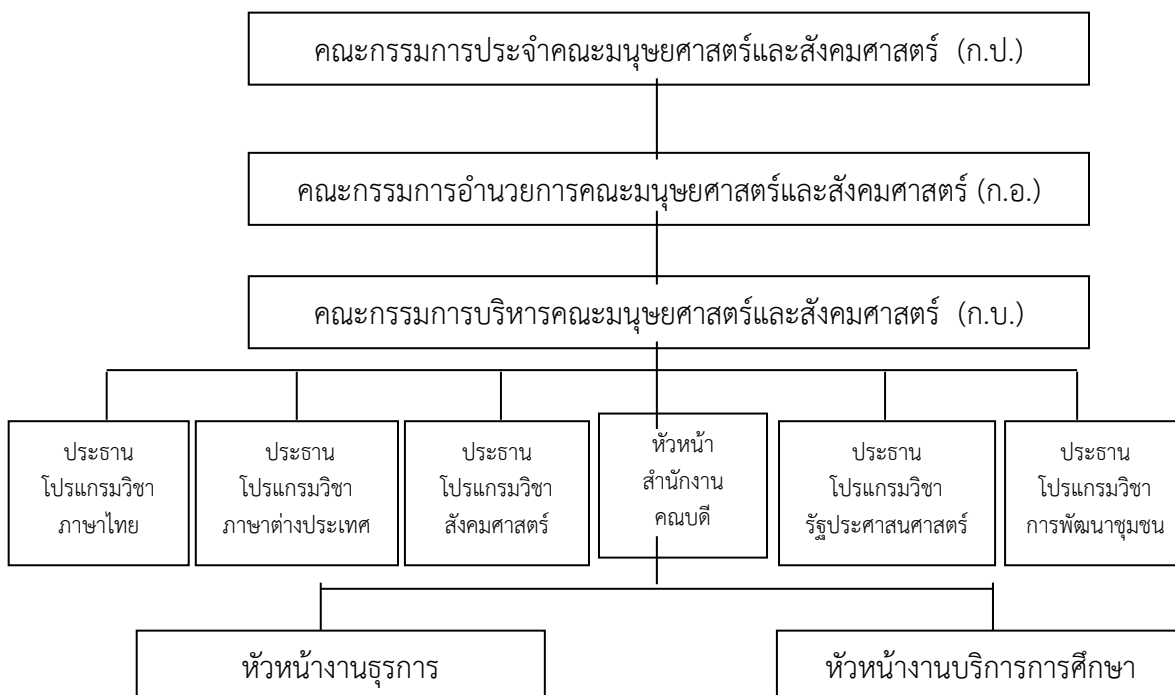 คณะกรรมการประจำคณะมนุษยศาสตร์และสังคมศาสตร์ (ก.ป.)
คณะกรรมการอำนวยการคณะมนุษยศาสตร์และสังคมศาสตร์ (ก.อ.)
คณะกรรมการบริหารคณะมนุษยศาสตร์และสังคมศาสตร์ (ก.บ.)
ประธาน
โปรแกรมวิชา
ภาษาไทย
ประธาน
โปรแกรมวิชา
ภาษาต่างประเทศ
ประธาน
โปรแกรมวิชา
สังคมศาสตร์
หัวหน้า
สำนักงาน
คณบดี
ประธาน
โปรแกรมวิชา
รัฐประศาสนศาสตร์
ประธาน
โปรแกรมวิชา
การพัฒนาชุมชน
หัวหน้างานธุรการ
หัวหน้างานบริการการศึกษา